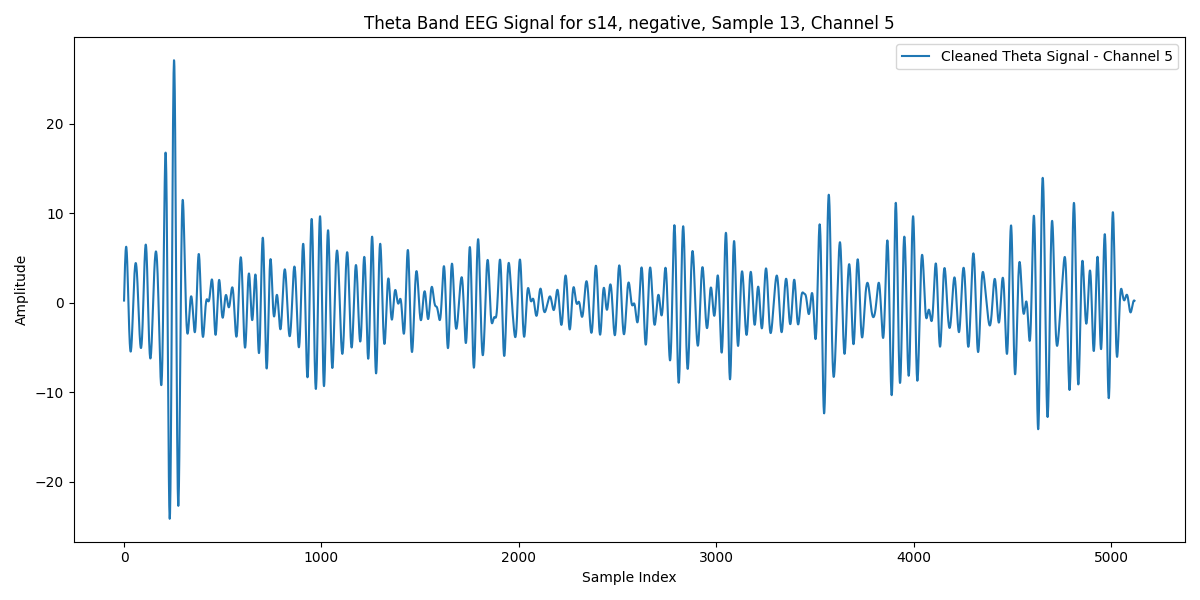 Theta Band EEG Signal for s14, negative, Sample 13, Channel 5
Cleaned Theta Signal - Channel 5
Amplitude
20
10
0
−10
−20
0 1000 2000 3000 4000 5000
Sample Index